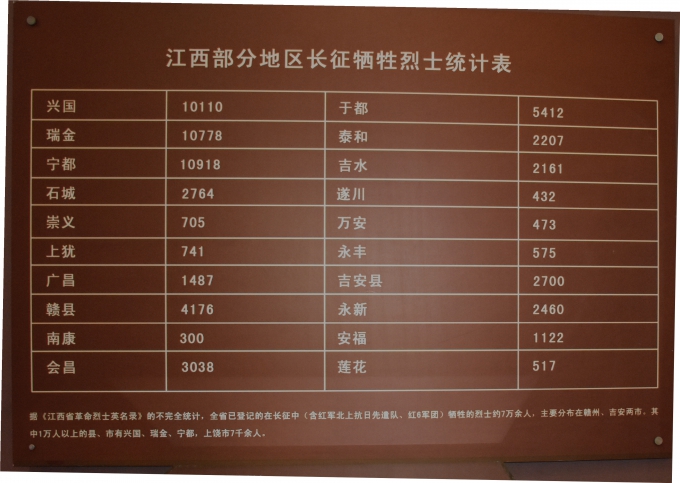 江西部分地区长征牺牲烈士统计表
兴国 10110 于都 5412
瑞金 10778 泰和 2207
宁都 10918 吉水 2161
石城 2764 遂川 432
崇义 705 万安 473
上犹 741 永丰 575
广昌 1487 吉安县 2700
赣县 4176 永新 2460
南康 300 安福 1122
会昌 3038 莲花 517
据《江西省革命烈士英名录》的不完全统计，全省已登记的在长征中（含红军北上抗日先遣队、红6军团）牺牲的烈士约7万余人，主要分布在赣州、吉安两市。其
中1万人以上的县、市有兴国、瑞金、宁都，上饶市7千余人。